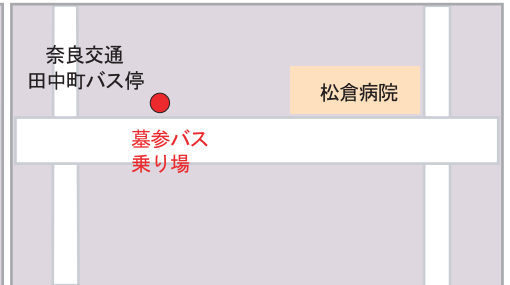 奈良交通
田中町バス停
松倉病院
墓参バス
乗り場